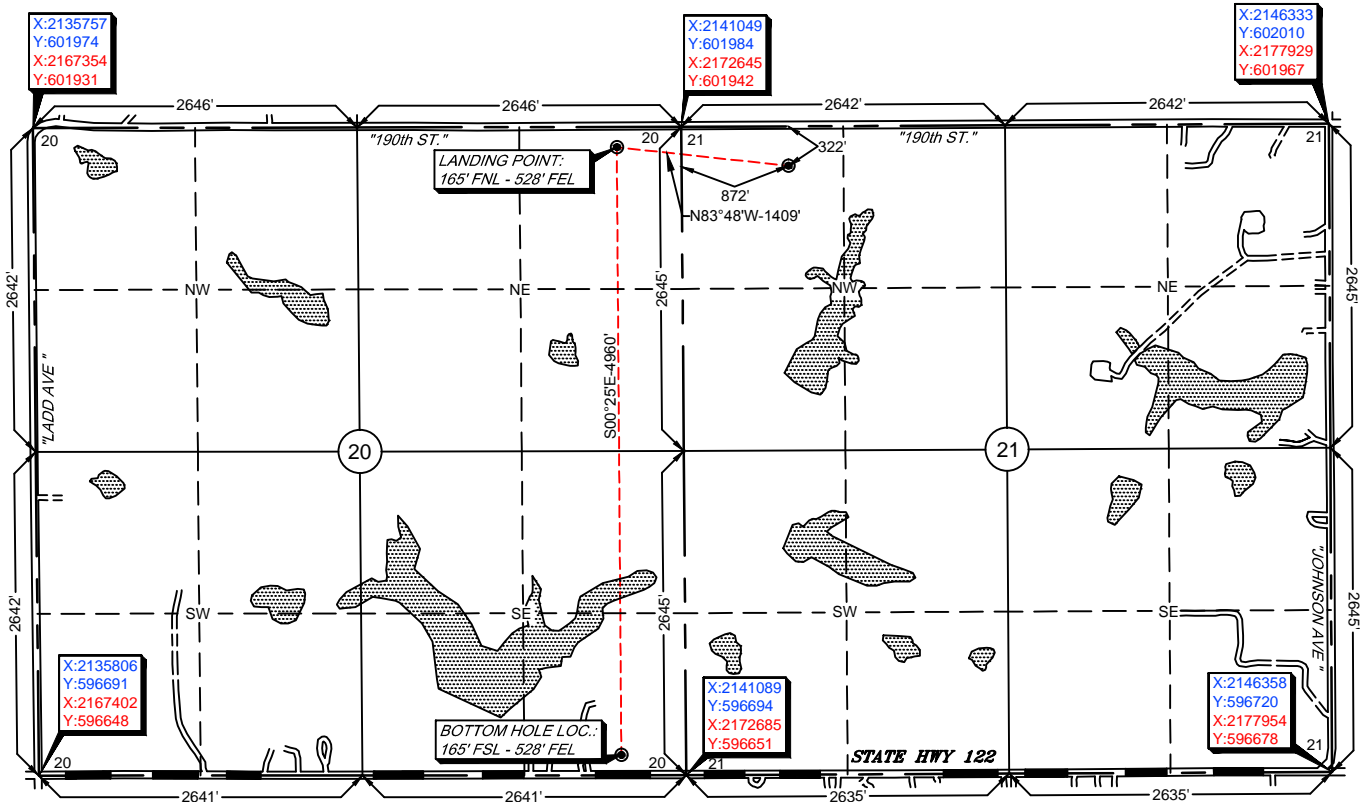 X:2135757
Y:601974
X:2167354
Y:601931
X:2141049
Y:601984
X:2172645
Y:601942
X:2146333
Y:602010
X:2177929
Y:601967
2646'
2646'
2642'
2642'
20
"190th ST."
20
21
"190th ST."
21
LANDING POINT:
165' FNL - 528' FEL
322'
872'
N83°48'W-1409'
2642'
NW
NE
2645'
NW
NE
2645'
S00°25'E-4960'
"LADD AVE"
20
21
2642'
SW
SE
2645'
SW
SE
2645'
"JOHNSON AVE"
X:2135806
Y:596691
X:2167402
Y:596648
X:2141089
Y:596694
X:2172685
Y:596651
X:2146358
Y:596720
X:2177954
Y:596678
BOTTOM HOLE LOC.:
165' FSL - 528' FEL
20
20
21
STATE HWY 122
21
2641'
2641'
2635'
2635'